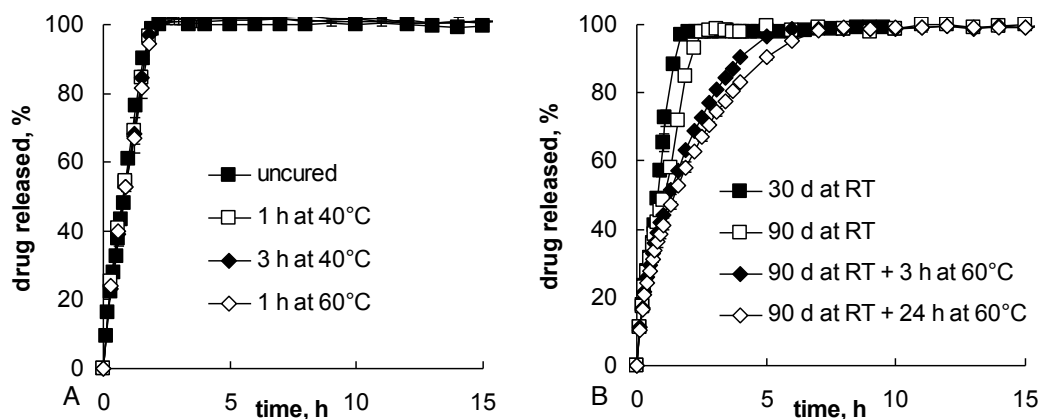 100
80
60
40
20
0
drug released, %
uncured
1 h at 40°C
3 h at 40°C
1 h at 60°C
0
5
10
15
time, h
A
100
80
60
40
20
0
drug released, %
30 d at RT
90 d at RT
90 d at RT + 3 h at 60°C
90 d at RT + 24 h at 60°C
0
5
10
15
time, h
B